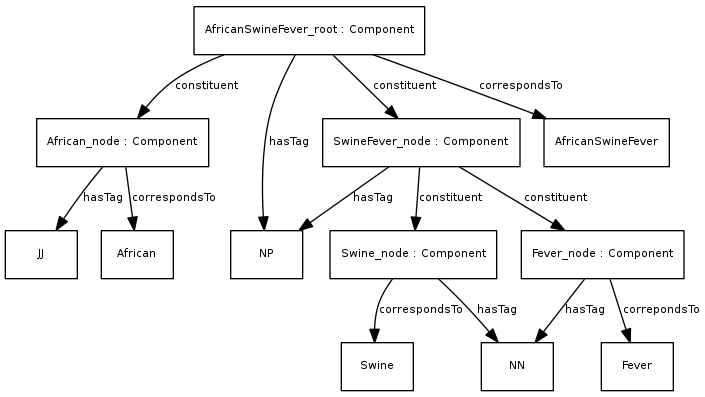 AfricanSwineFever_root : Component
constituent
constituent
correspondsTo
hasTag
African_node : Component
SwineFever_node : Component
AfricanSwineFever
hasTag
correspondsTo
hasTag
constituent
constituent
JJ
African
NP
Swine_node : Component
Fever_node : Component
correspondsTo
hasTag
hasTag
correpondsTo
Swine
NN
Fever